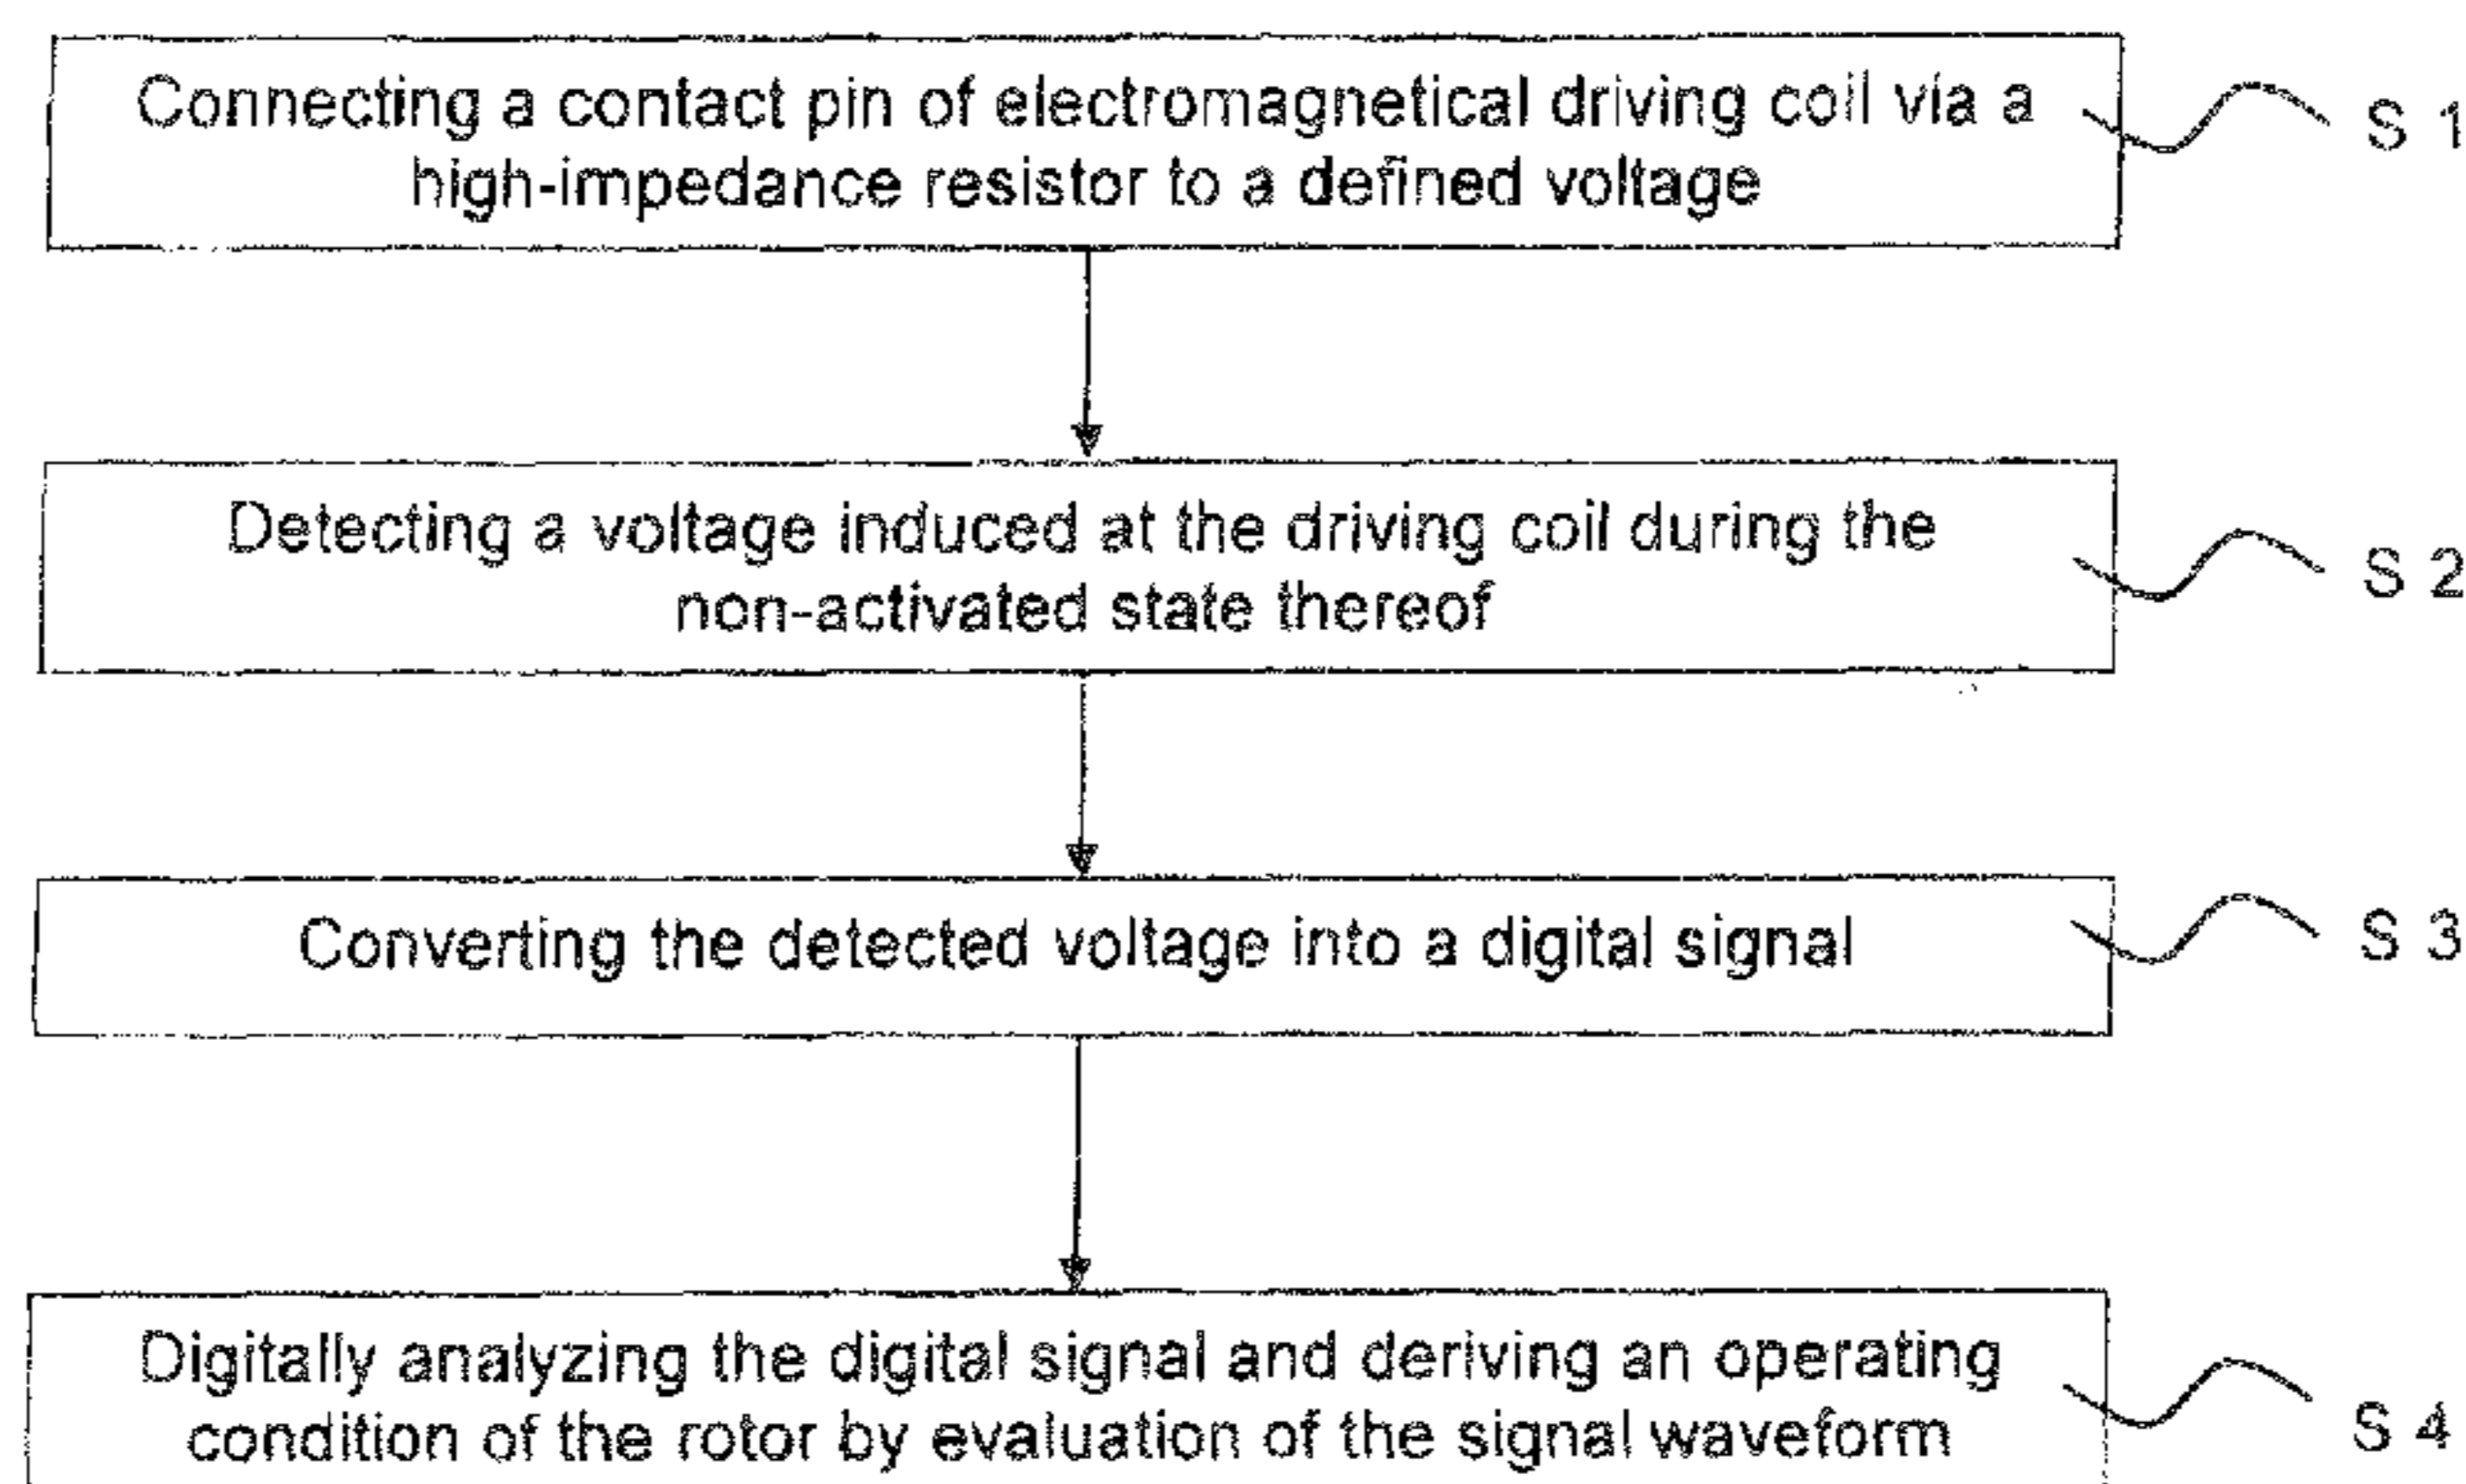 Connecting a contact pin of electromagnetical driving coil via a
high-impedance resistor to a defined voltage
S 1
Detecting a voltage induced at the driving coil during the
non-activated state thereof
S 2
Converting the detected voltage into a digital signal
S 3
Digitally analyzing the digital signal and deriving an operating
condition of the rotor by evaluation of the signal waveform
S 4